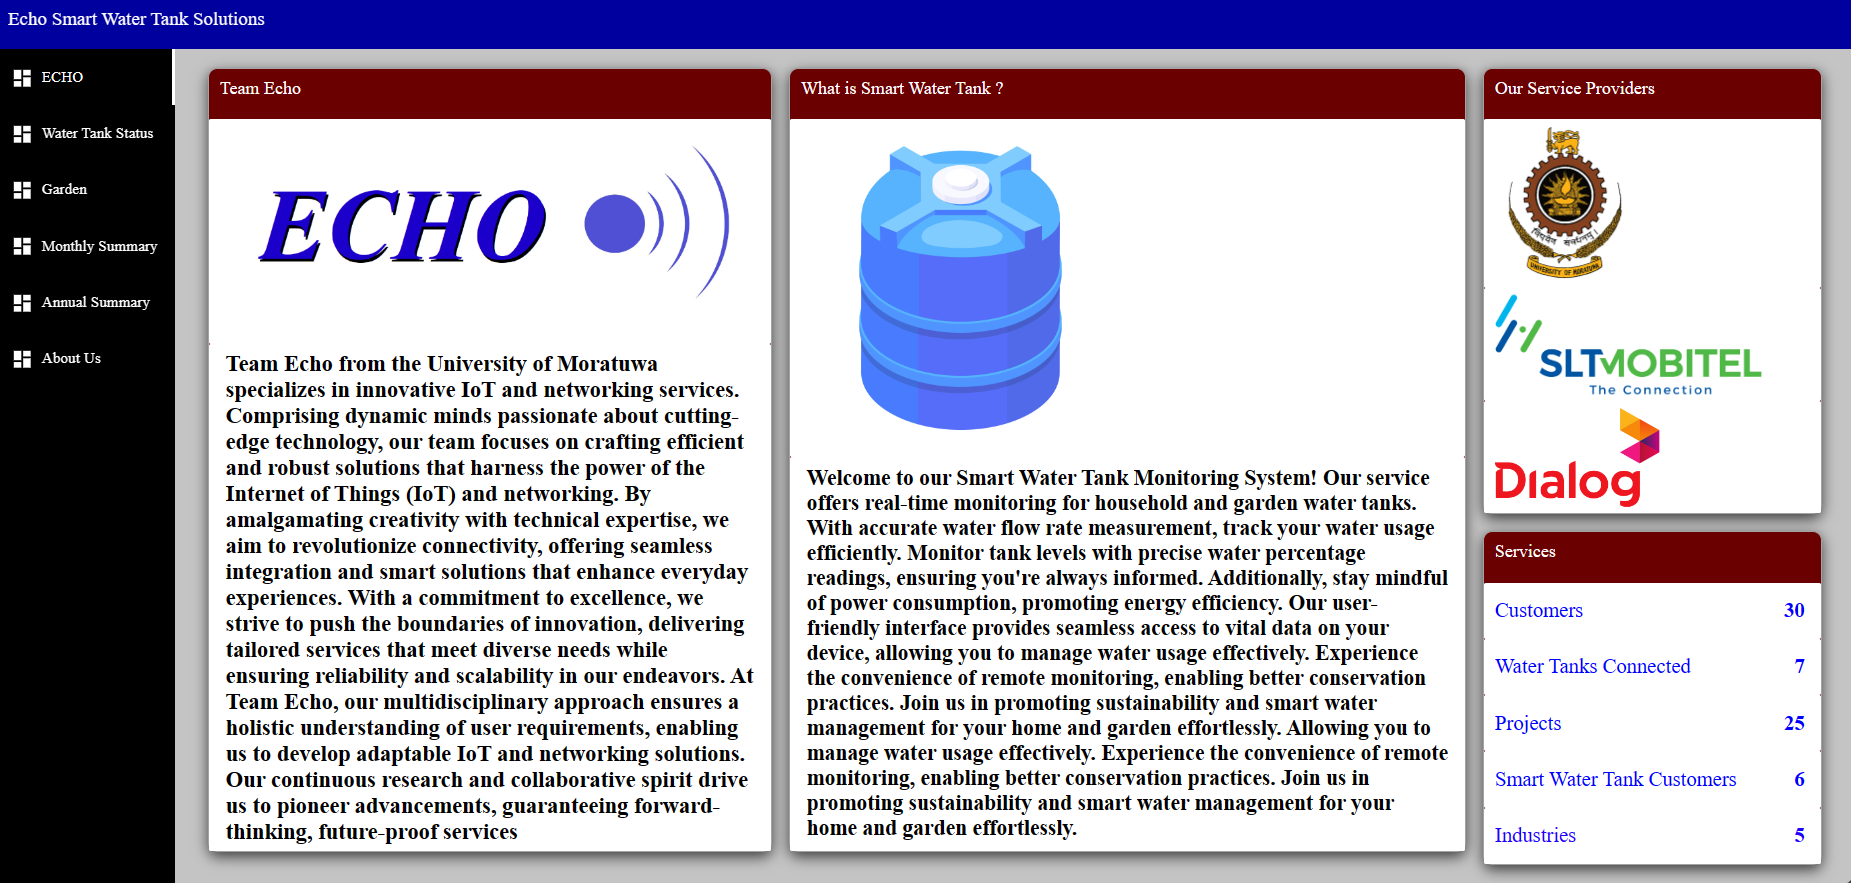 Echo Smart Water Tank Solutions
ECHO
Water Tank Status
Garden
Monthly Summary
Annual Summary
About Us
Team Echo
ECHO
Team Echo from the University of Moratuwa
specializes in innovative IoT and networking services.
Comprising dynamic minds passionate about cutting-
edge technology, our team focuses on crafting efficient
and robust solutions that harness the power of the
Internet of Things (IoT) and networking. By
amalgamating creativity with technical expertise, we
aim to revolutionize connectivity, offering seamless
integration and smart solutions that enhance everyday
experiences. With a commitment to excellence, we
strive to push the boundaries of innovation, delivering
tailored services that meet diverse needs while
ensuring reliability and scalability in our endeavors. At
Team Echo, our multidisciplinary approach ensures a
holistic understanding of user requirements, enabling
us to develop adaptable IoT and networking solutions.
Our continuous research and collaborative spirit drive
us to pioneer advancements, guaranteeing forward-
thinking, future-proof services
What is Smart Water Tank ?
Welcome to our Smart Water Tank Monitoring System! Our service
offers real-time monitoring for household and garden water tanks.
With accurate water flow rate measurement, track your water usage
efficiently. Monitor tank levels with precise water percentage
readings, ensuring you're always informed. Additionally, stay mindful
of power consumption, promoting energy efficiency. Our user-
friendly interface provides seamless access to vital data on your
device, allowing you to manage water usage effectively. Experience
the convenience of remote monitoring, enabling better conservation
practices. Join us in promoting sustainability and smart water
management for your home and garden effortlessly. Allowing you to
manage water usage effectively. Experience the convenience of remote
monitoring, enabling better conservation practices. Join us in
promoting sustainability and smart water management for your
home and garden effortlessly.
Our Service Providers
UNIVERSITY OF MORATUWA
SLTMOBITEL
The Connection
Dialog
Services
Customers 30
Water Tanks Connected 7
Projects 25
Smart Water Tank Customers 6
Industries 5